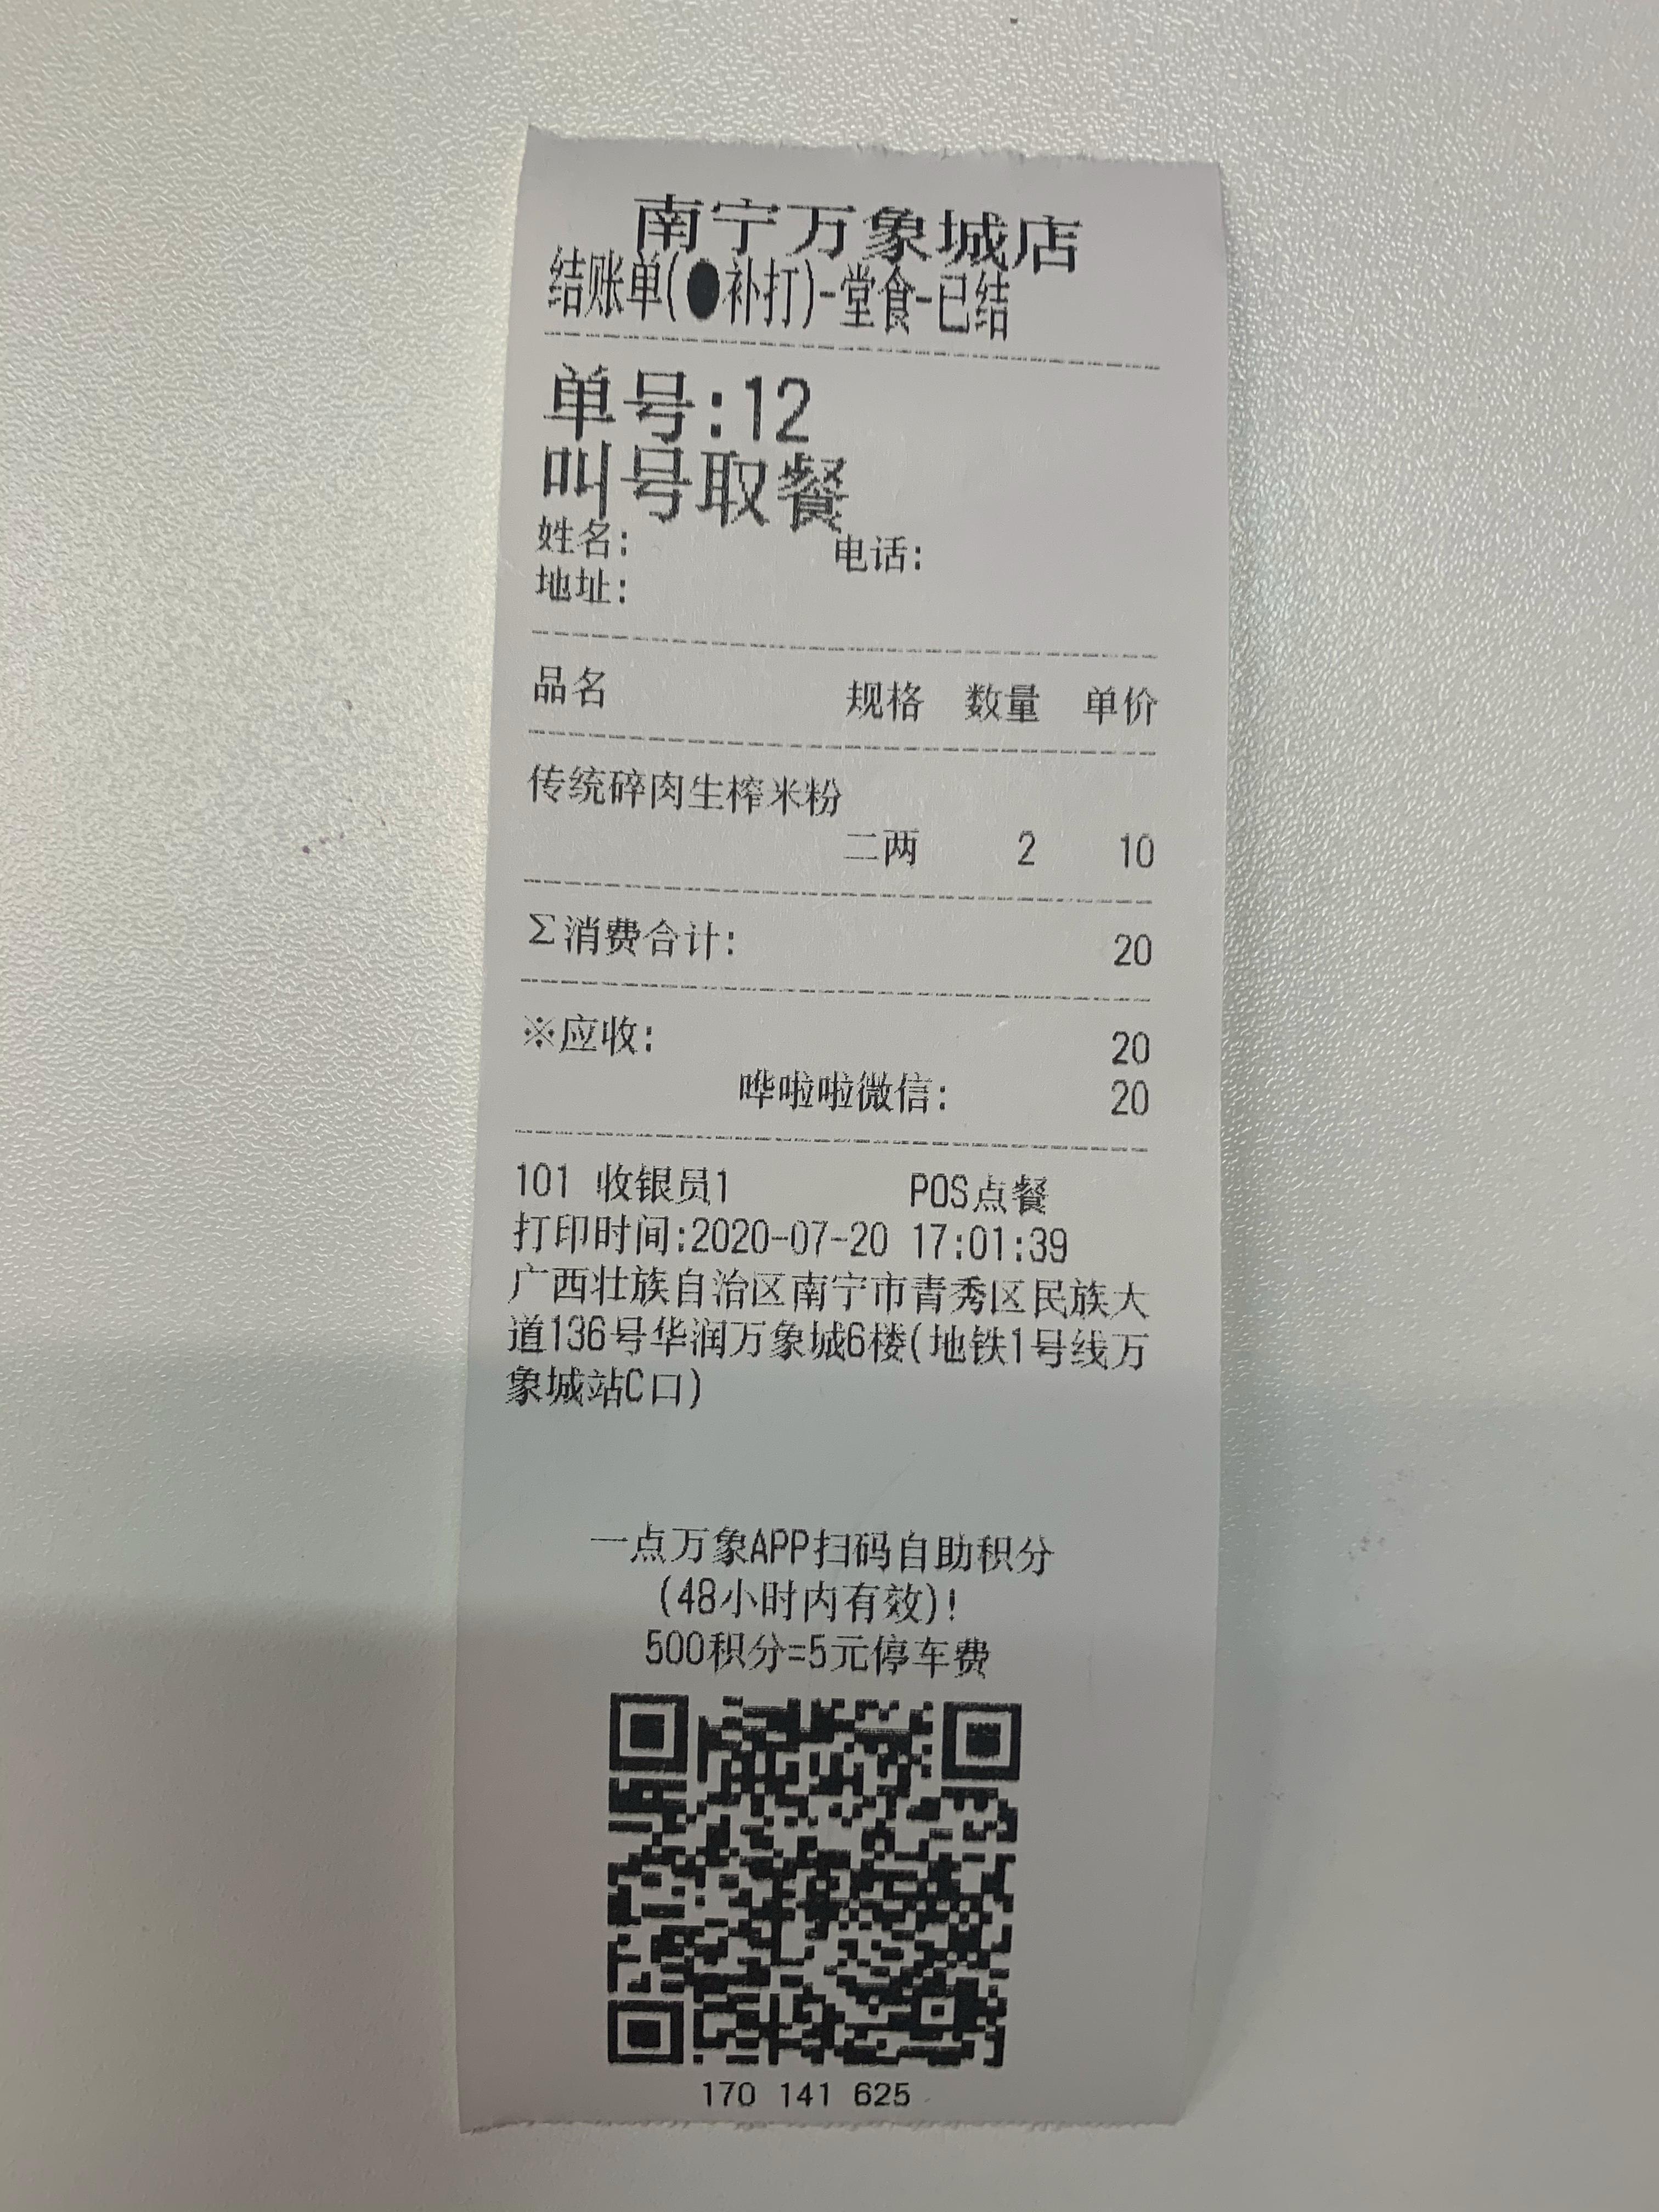 南宁万象城店
结账单(●补打)-堂食-已结
单号:12
叫号取餐
姓名: 电话:
地址:
品名 规格 数量 单价
传统碎肉生榨米粉
二两 2 10
Σ消费合计: 20
※应收: 20
哗啦啦微信: 20
101 收银员1 POS点餐
打印时间:2020-07-20 17:01:39
广西壮族自治区南宁市青秀区民族大
道136号华润万象城6楼(地铁1号线万
象城站C口)
一点万象APP扫码自助积分
(48小时内有效)!
500积分=5元停车费
170 141 625